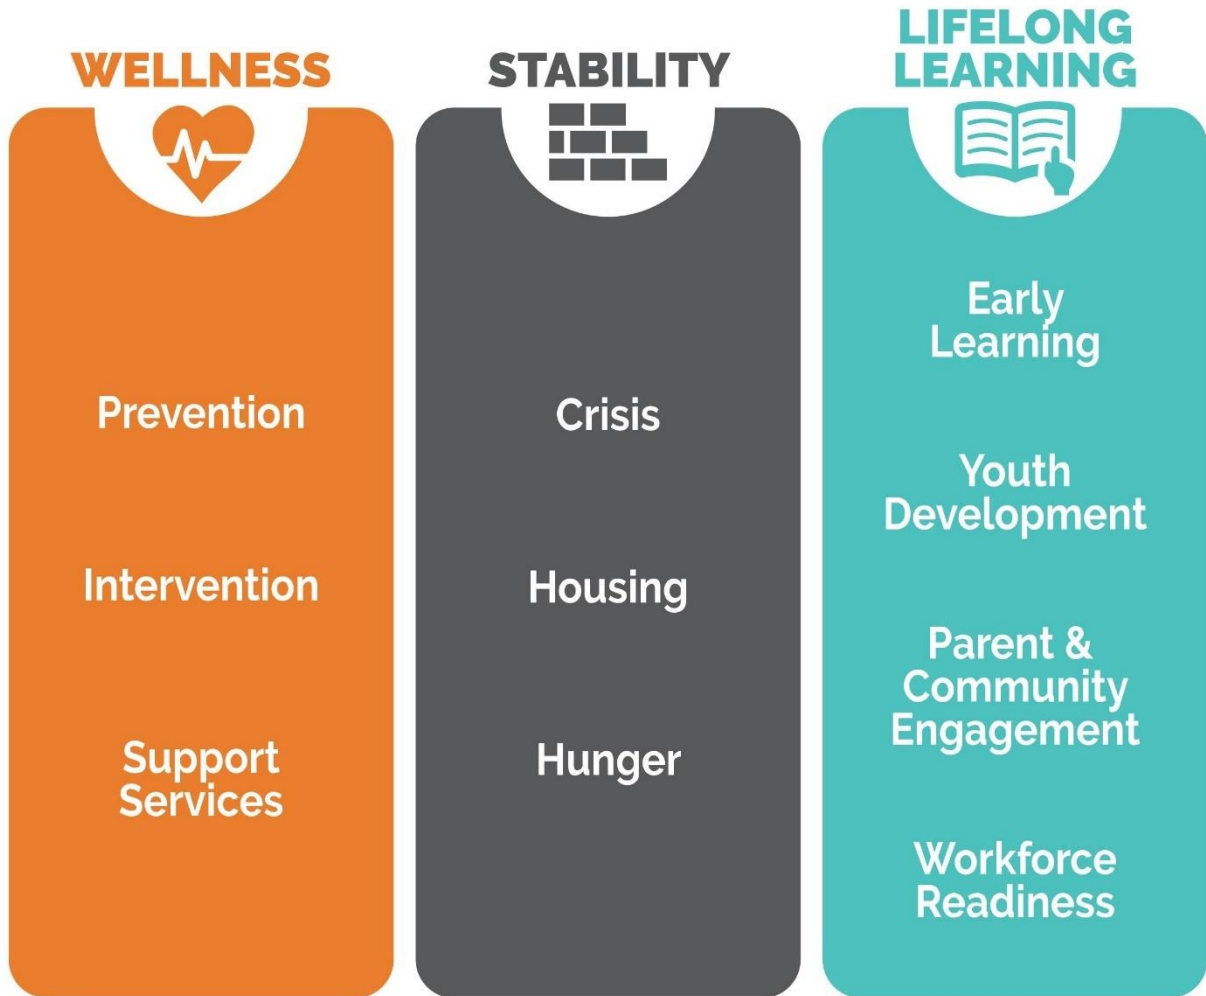 WELLNESS
Prevention
Intervention
Support
Services
STABILITY
Crisis
Housing
Hunger
LIFELONG
LEARNING
Early
Learning
Youth
Development
Parent &
Community
Engagement
Workforce
Readiness